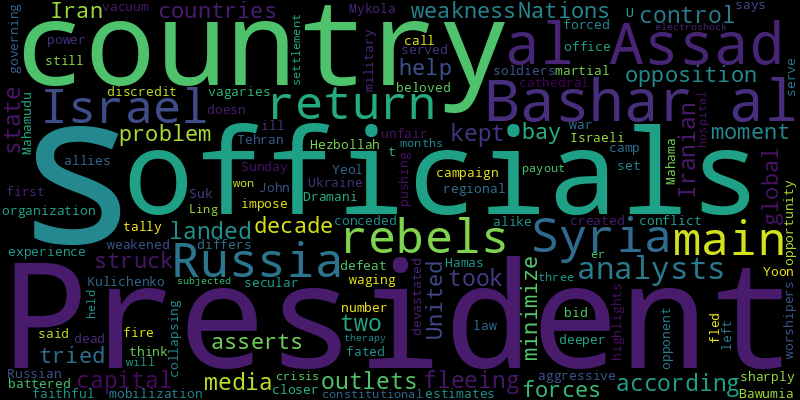 Iran vacuum countries Mykola weakness Nations U control says
governing power still country served call help forced office electroshock al Assad
settlement military beloved soldiers martial cathedral opposition serve
state Mahamudu Israel discredit vagaries return Bashar al
problem doesn ill Tehran Hezbollah unfair kept bay war Israeli moment
allies S officials t months camp set Mahama Iranian hospital
first Sunday Yeol pushing campaign payout global
Suk won John Ukraine regional
organization Ling impose Dramani opportunity
experience tally landed decade conceded alike created conflict
weakened differs rebels Syria er main
struck Russia defeat Hamas analysts Yoon
Kulichenko secular waging devastated United took three
President
held subjected collapsing number minimize bid highlights opponent left fled worshipers
said dead fire asserts two law deeper
tried think therapy fated
Russian will media crisis outlets fleeing aggressive according sharply
battered capital closer forces
faithful mobilization constitutional estimates Bawumia